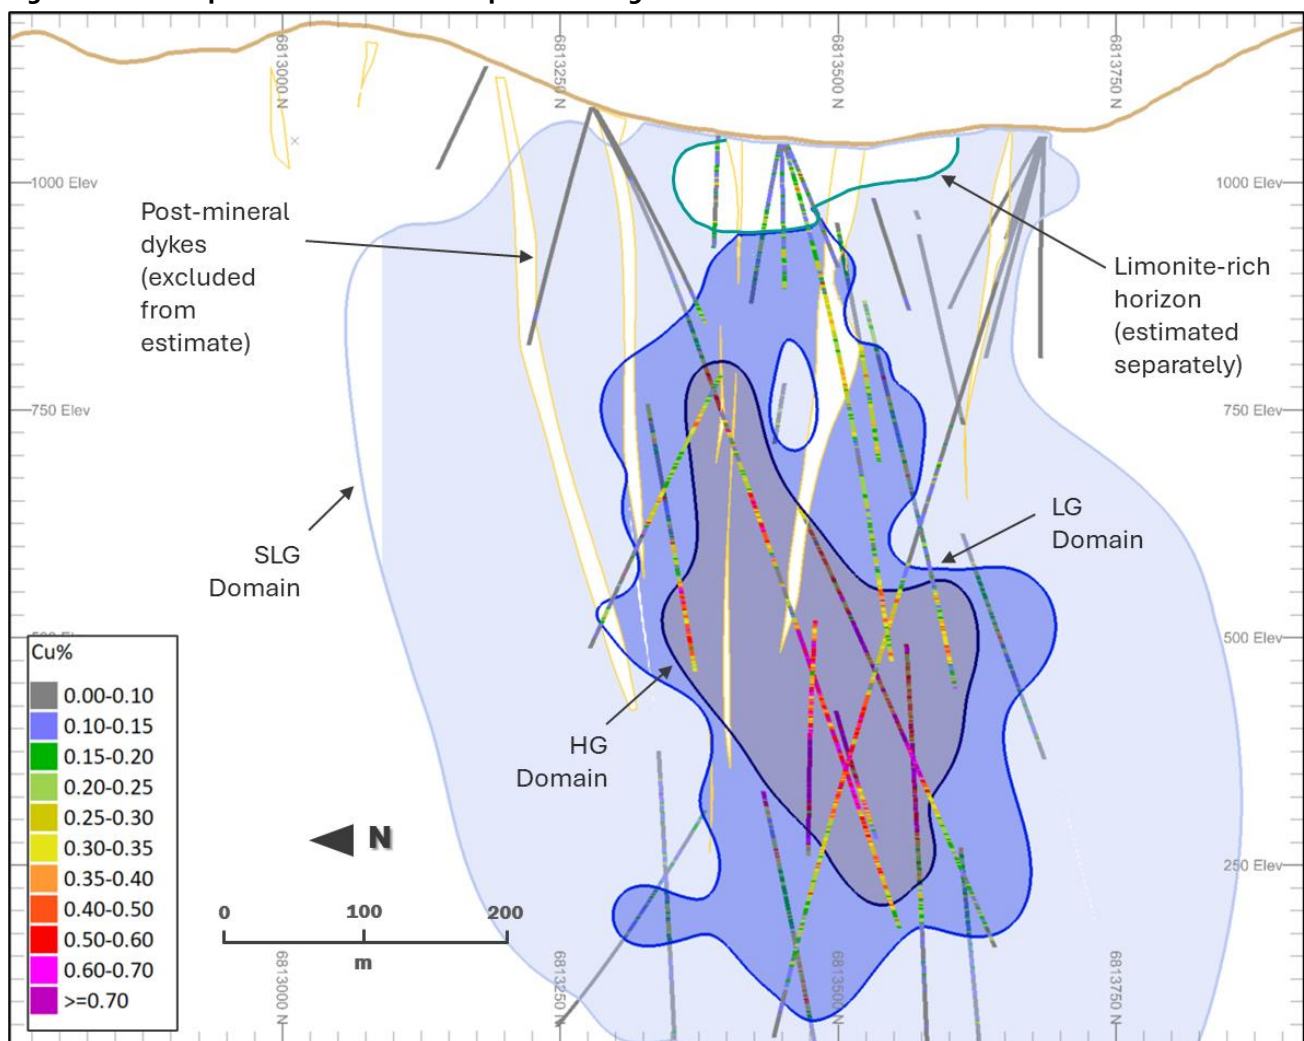 6813000 N
6813250 N
6813500 N
6813750 N
1000 Elev
1000 Elev
Post-mineral
dykes
(excluded
from
estimate)
Limonite-rich
horizon
(estimated
separately)
750 Elev
750 Elev
SLG
Domain
LG
Domain
500 Elev
HG
Domain
250 Elev
N
0 100 200
m
Cu%
0.00-0.10
0.10-0.15
0.15-0.20
0.20-0.25
0.25-0.30
0.30-0.35
0.35-0.40
0.40-0.50
0.50-0.60
0.60-0.70
>=0.70
6813000 N
6813250 N
6813500 N
6813750 N